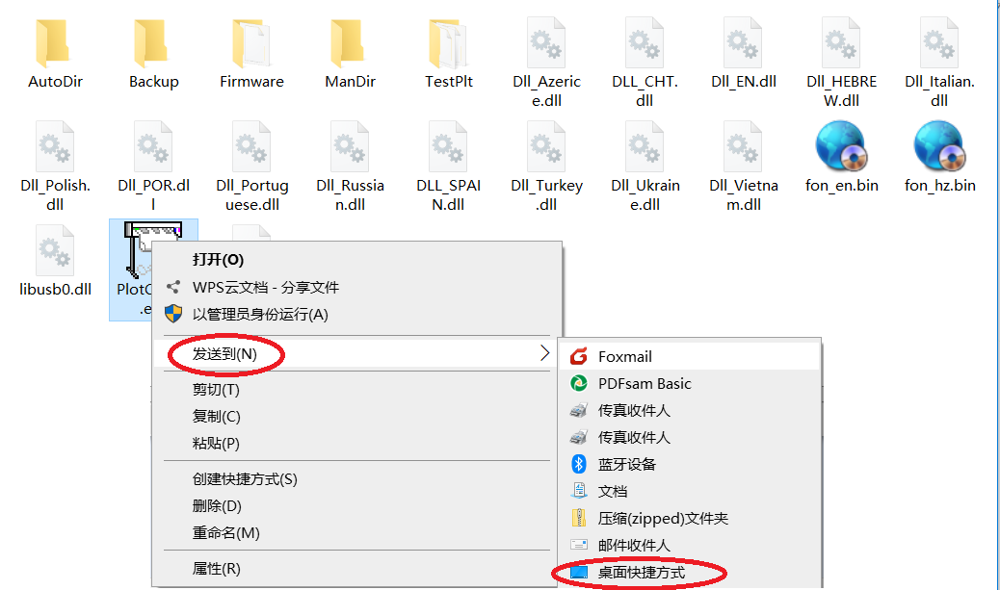 AutoDir
Backup
Firmware
ManDir
TestPlt
Dll_Azeric
e.dll
DLL_CHT.
dll
Dll_EN.dll
Dll_HEBRE
W.dll
Dll_Italian.
dll
Dll_Polish.
dll
Dll_POR.dl
l
Dll_Portug
uese.dll
Dll_Russia
n.dll
DLL_SPAI
N.dll
Dll_Turkey
.dll
Dll_Ukrain
e.dll
Dll_Vietna
m.dll
fon_en.bin
fon_hz.bin
libusb0.dll
打开(O)
WPS云文档 - 分享文件
以管理员身份运行(A)
发送到(N)
剪切(T)
复制(C)
粘贴(P)
创建快捷方式(S)
删除(D)
重命名(M)
属性(R)
Foxmail
PDFsam Basic
传真收件人
传真收件人
蓝牙设备
文档
压缩(zipped)文件夹
邮件收件人
桌面快捷方式